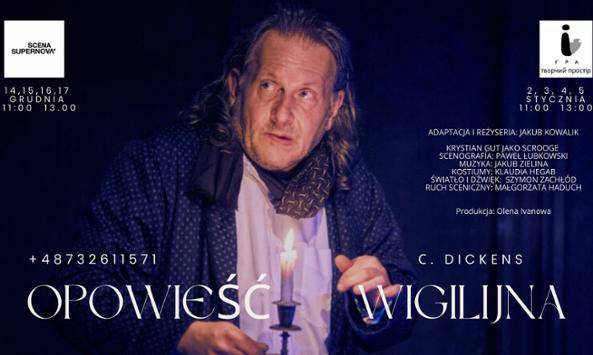 SCENA
SUPERNOVA
14,15,16,17
GRUDNIA
11:00 13.00
ГРА
творчий простір
2, 3, 4, 5
STYCZNIA
11:00 13:00
ADAPTACJA I REŻYSERIA: JAKUB KOWALIK
KRYSTIAN GUT JAKO SCROOGE
SCENOGRAFIA: PAWEŁ ŁUBKOWSKI
MUZYKA: JAKUB ZIELINA
KOSTIUMY: KLAUDIA HEGAB
ŚWIATŁO I DŹWIĘK: SZYMON ZACHŁÓD
RUCH SCENICZNY: MAŁGORZATA HADUCH
Produkcja: Olena Ivanowa
+48732611571
C. DICKENS
OPOWIEŚĆ WIGILIJNA